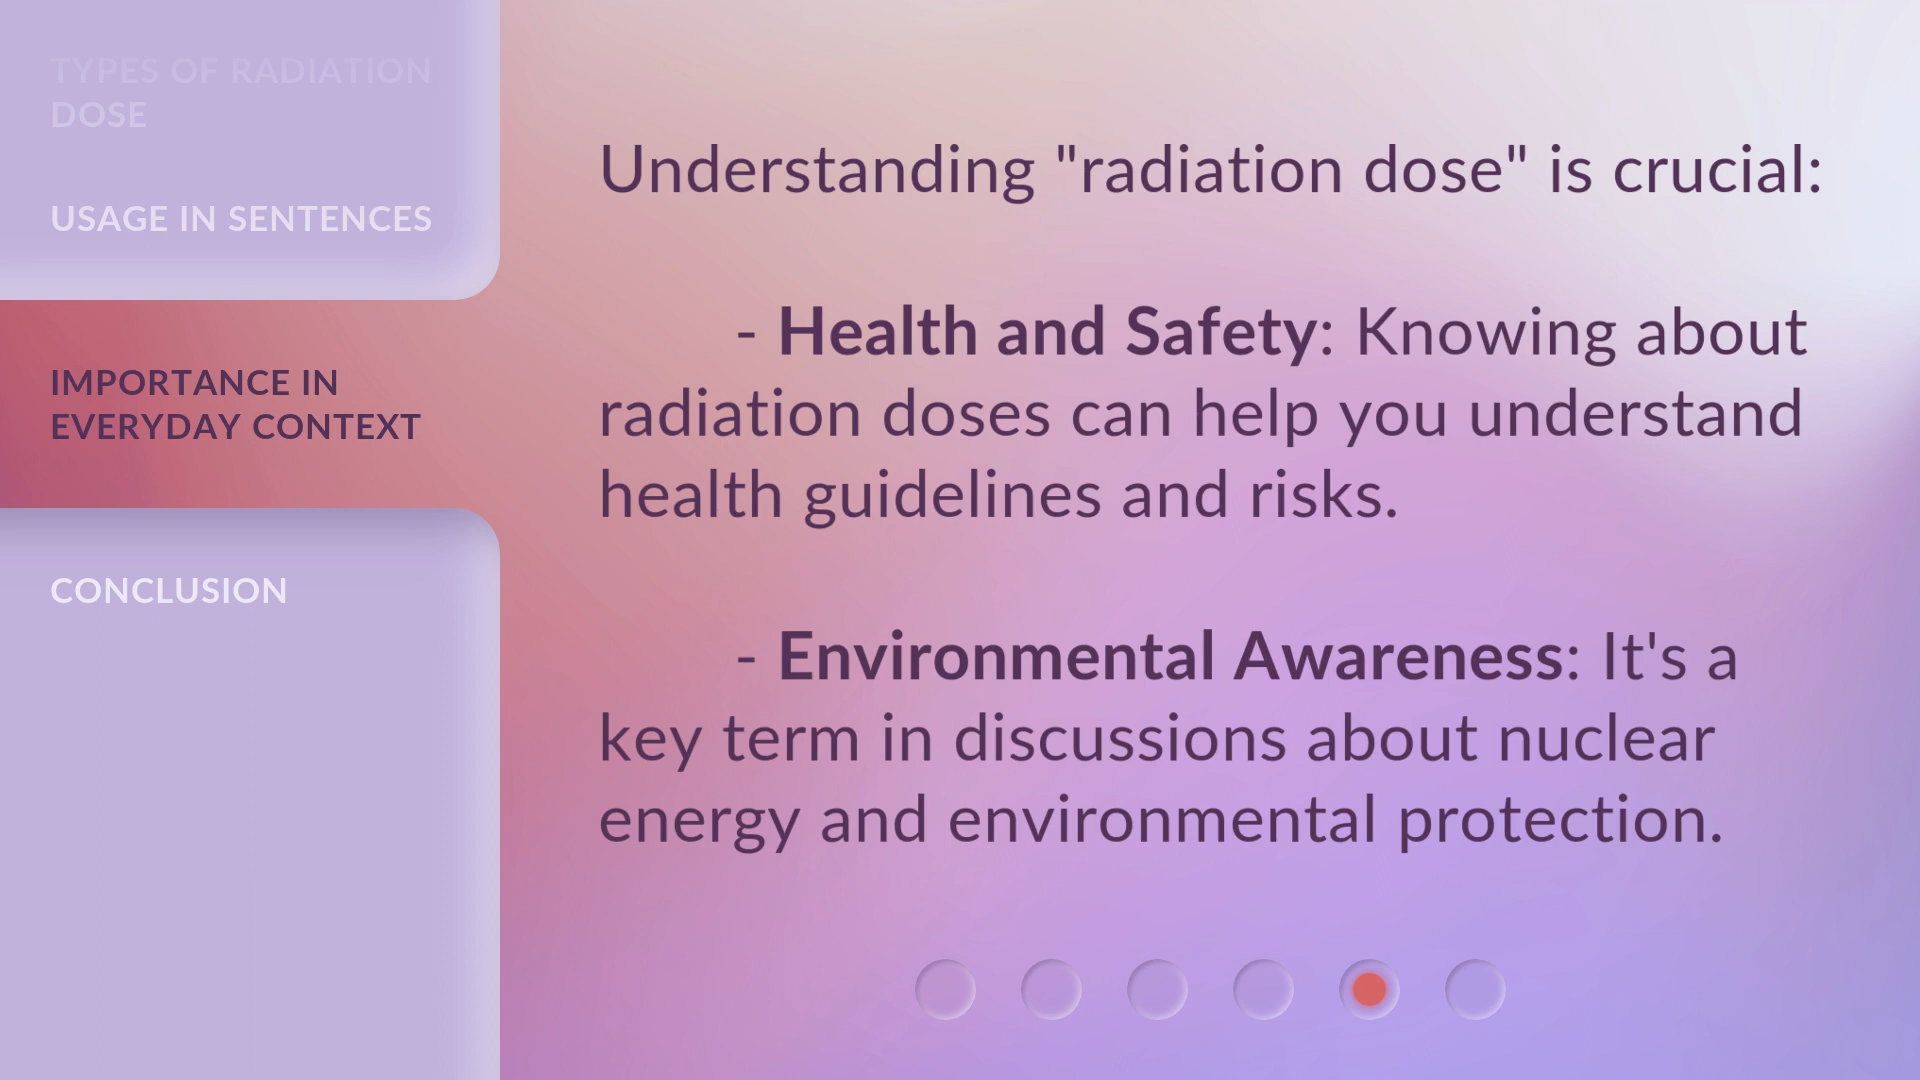 TYPES OF RADIATION
DOSE
USAGE IN SENTENCES
IMPORTANCE IN
EVERYDAY CONTEXT
CONCLUSION
Understanding "radiation dose" is crucial:
- Health and Safety: Knowing about
radiation doses can help you understand
health guidelines and risks.
- Environmental Awareness: It's a
key term in discussions about nuclear
energy and environmental protection.